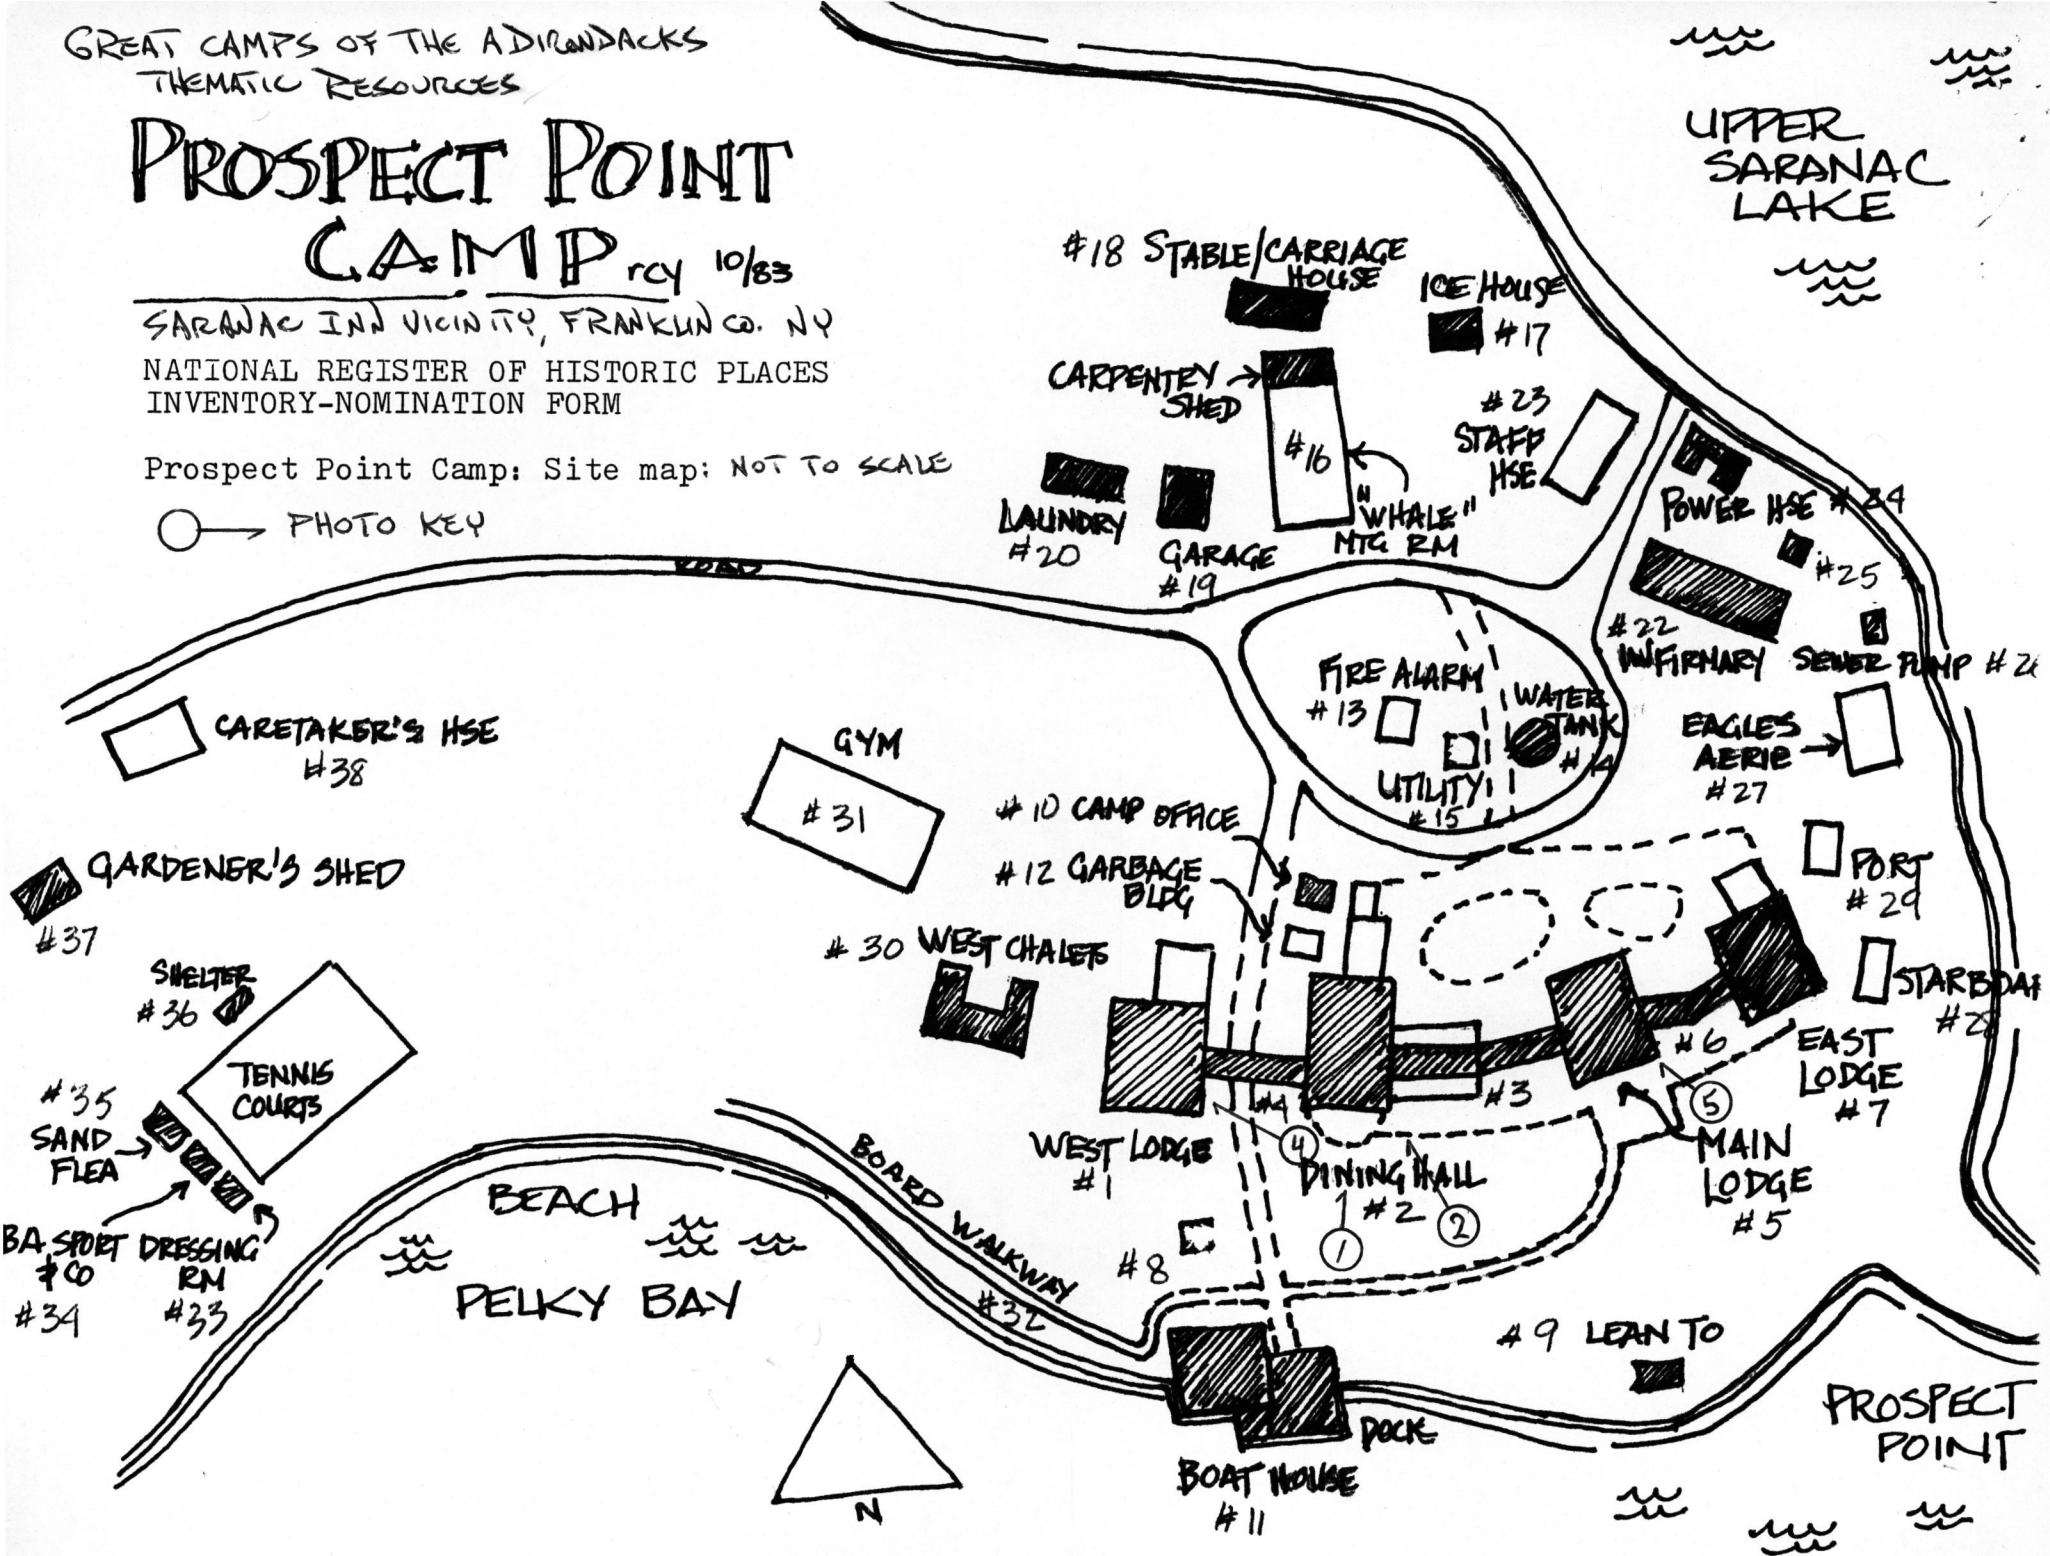 GREAT CAMPS OF THE ADIRONDACKS
THEMATIC RESOURCES
PROSPECT POINT
CAMP rcy 10/83
SARANAC INN VICINITY, FRANKLIN CO. NY
NATIONAL REGISTER OF HISTORIC PLACES
INVENTORY-NOMINATION FORM
Prospect Point Camp: Site map: NOT TO SCALE
PHOTO KEY
UPPER
SARANAC
LAKE
#18 STABLE/CARRIAGE
HOUSE
ICE HOUSE
#17
CARPENTRY
SHED
#16
"WHALE"
MTG RM
#23
STAFF
HSE
LAUNDRY
#20
GARAGE
#19
POWER HSE #24
#25
#22
INFIRMARY
SEWER PUMP #26
ROAD
FIRE ALARM
#13
WATER
TANK
#14
UTILITY
#15
EAGLES
AERIE
#27
CARETAKER'S HSE
#38
GYM
#31
#10 CAMP OFFICE
#12 GARBAGE
BLDG
PORT
#29
GARDENER'S SHED
#37
#30 WEST CHALETS
STARBOA
#28
SHELTER
#36
TENNIS
COURTS
#35
SAND
FLEA
BA SPORT
& CO
#34
DRESSING
RM
#33
#6
EAST
LODGE
#7
#3
#4
5
4
WEST LODGE
#1
DINING HALL
#2
1
2
MAIN
LODGE
#5
BOARD WALKWAY
#32
BEACH
PELKY BAY
#8
#9 LEAN TO
PROSPECT
POINT
DOCK
BOAT HOUSE
#11
N